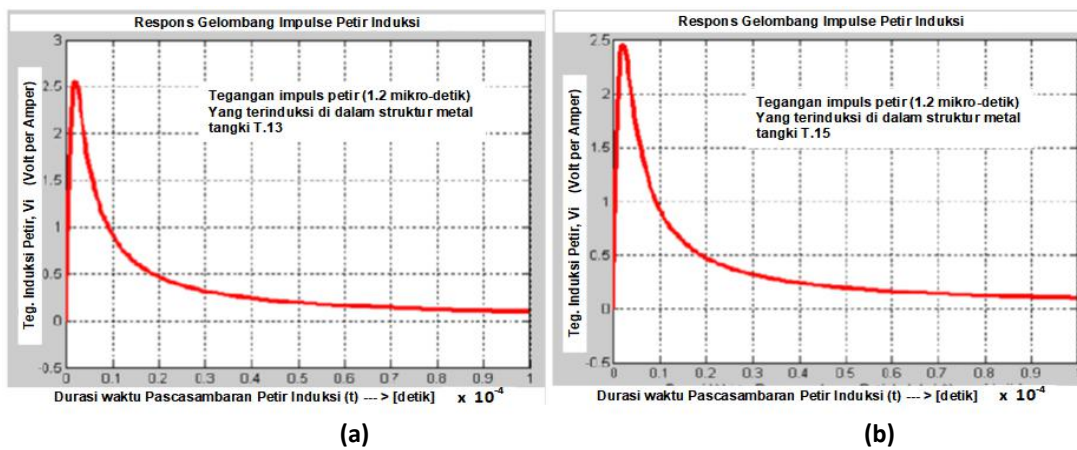 Respons Gelombang Impulse Petir Induksi
Teg. Induksi Petir, Vi (Volt per Amper)
3
2.5
2
1.5
1
0.5
0
-0.5
Tegangan impuls petir (1.2 mikro-detik)
Yang terinduksi di dalam struktur metal
tangki T.13
0 0.1 0.2 0.3 0.4 0.5 0.6 0.7 0.8 0.9 1
Durasi waktu Pascasambaran Petir Induksi (t) ---> [detik] x 10⁻⁴
(a)
Respons Gelombang Impulse Petir Induksi
Teg. Induksi Petir, Vi (Volt per Amper)
2.5
2
1.5
1
0.5
0
-0.5
Tegangan impuls petir (1.2 mikro-detik)
Yang terinduksi di dalam struktur metal
tangki T.15
0 0.1 0.2 0.3 0.4 0.5 0.6 0.7 0.8 0.9
Durasi waktu Pascasambaran Petir Induksi (t) ---> [detik] x 10⁻⁴
(b)